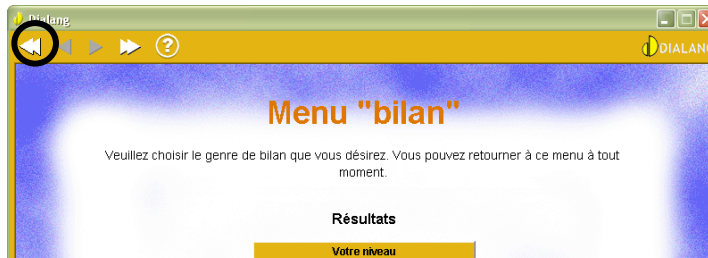 Dialang
?
DIALANG
Menu "bilan"
Veuillez choisir le genre de bilan que vous désirez. Vous pouvez retourner à ce menu à tout
moment.
Résultats
Votre niveau